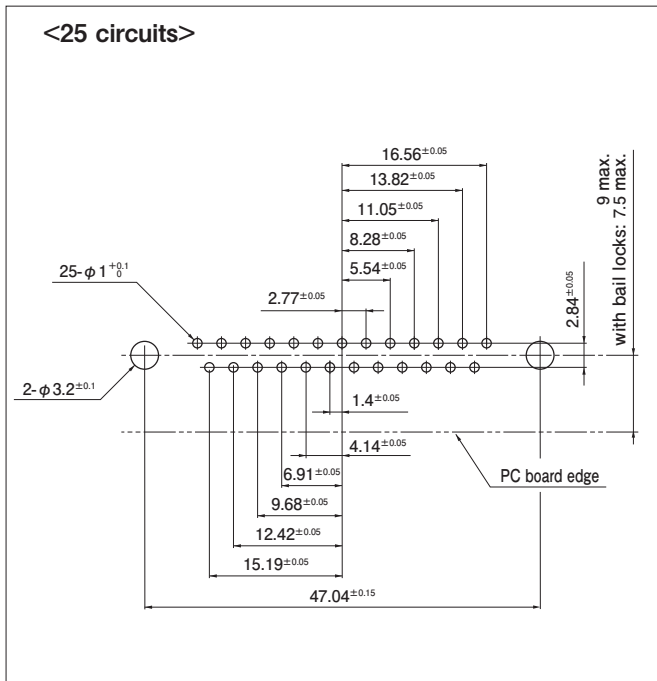 <25 circuits>
16.56±0.05
13.82±0.05
11.05±0.05
8.28±0.05
5.54±0.05
25-φ1 +0.1 0
2.77±0.05
9 max.
with bail locks: 7.5 max.
2.84±0.05
2-φ3.2±0.1
1.4±0.05
4.14±0.05
PC board edge
6.91±0.05
9.68±0.05
12.42±0.05
15.19±0.05
47.04±0.15